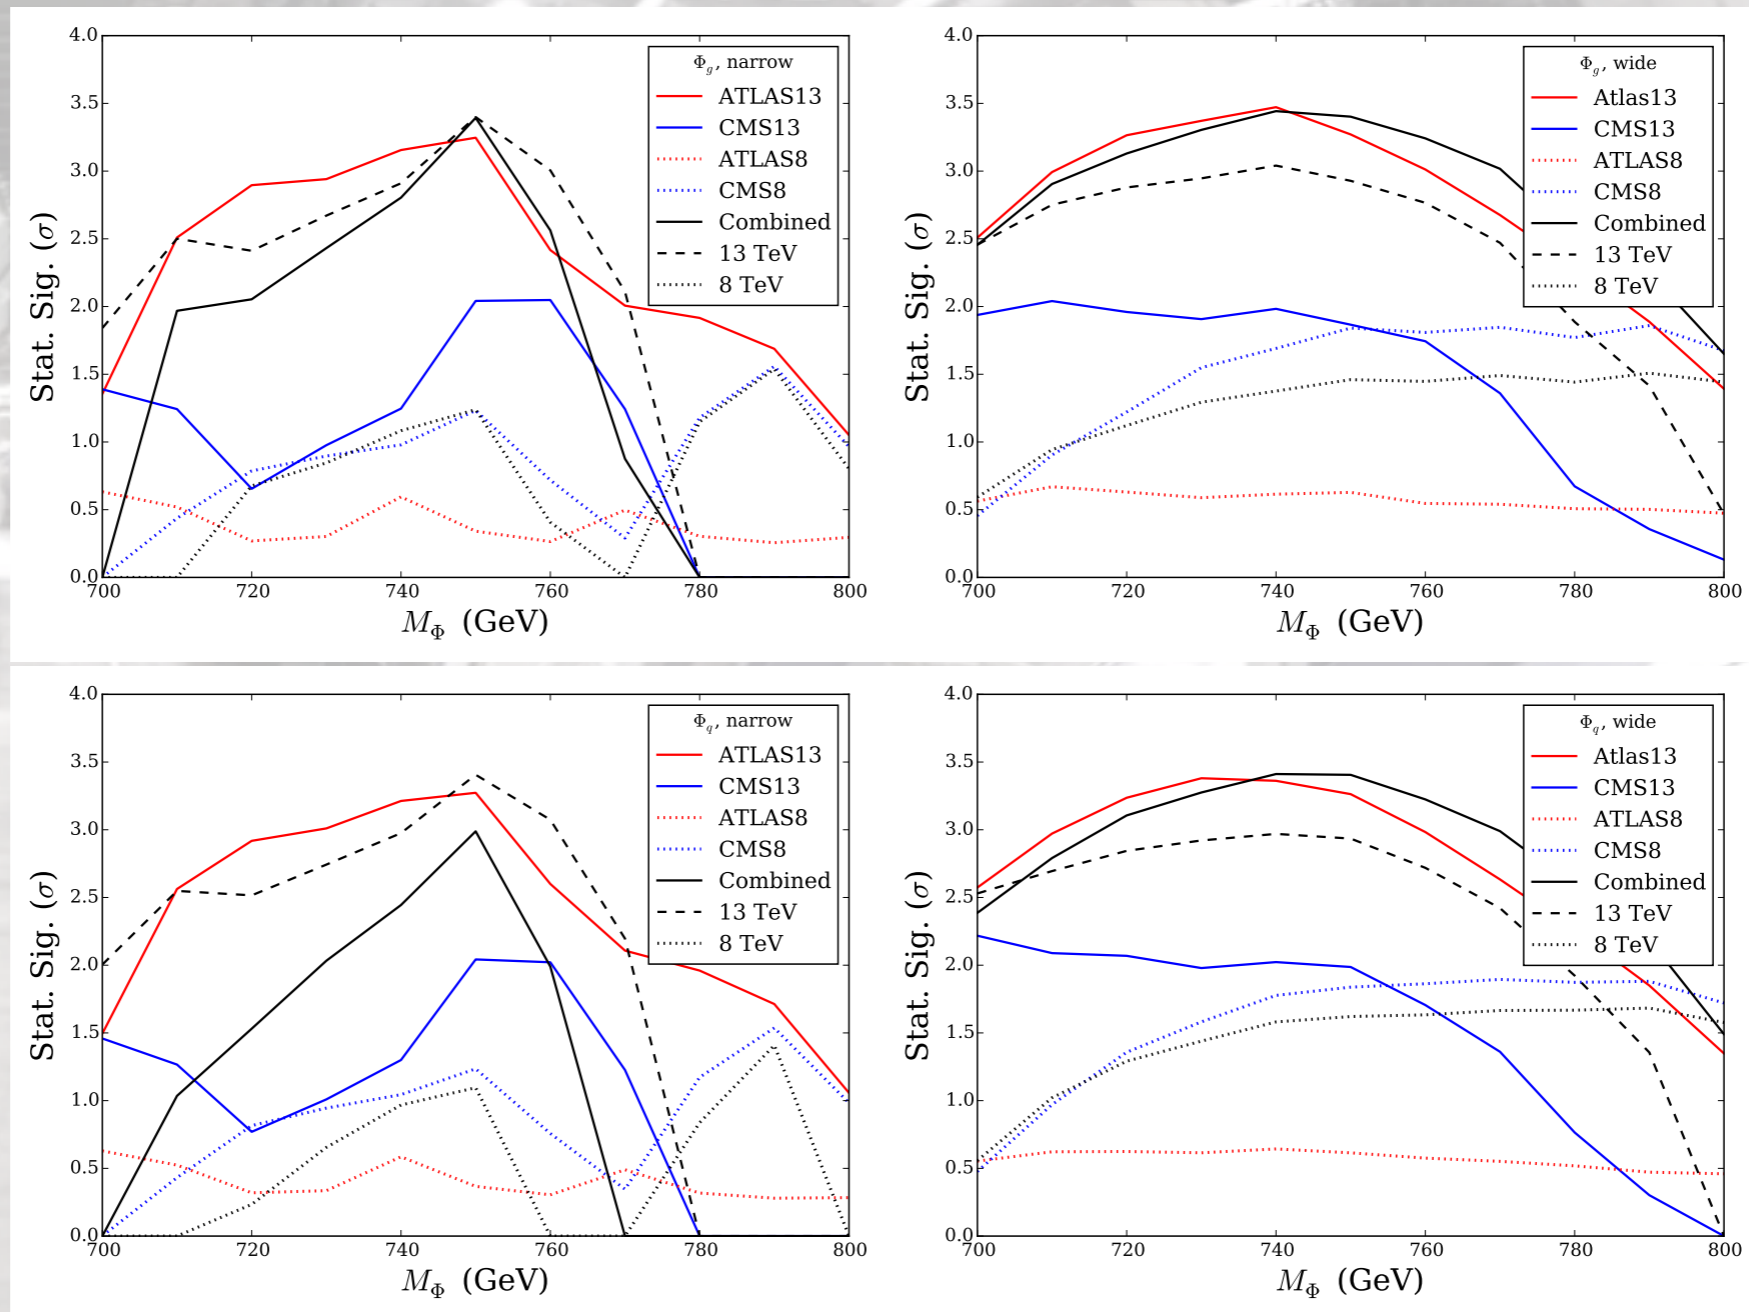 4.0
3.5
3.0
2.5
2.0
1.5
1.0
0.5
0.0
Stat. Sig. (σ)
700 720 740 760 780 800
M_Φ (GeV)
Φ_g, narrow
ATLAS13
CMS13
ATLAS8
CMS8
Combined
13 TeV
8 TeV
4.0
3.5
3.0
2.5
2.0
1.5
1.0
0.5
0.0
Stat. Sig. (σ)
700 720 740 760 780 800
M_Φ (GeV)
Φ_g, wide
Atlas13
CMS13
ATLAS8
CMS8
Combined
13 TeV
8 TeV
4.0
3.5
3.0
2.5
2.0
1.5
1.0
0.5
0.0
Stat. Sig. (σ)
700 720 740 760 780 800
M_Φ (GeV)
Φ_q, narrow
ATLAS13
CMS13
ATLAS8
CMS8
Combined
13 TeV
8 TeV
4.0
3.5
3.0
2.5
2.0
1.5
1.0
0.5
0.0
Stat. Sig. (σ)
700 720 740 760 780 800
M_Φ (GeV)
Φ_q, wide
Atlas13
CMS13
ATLAS8
CMS8
Combined
13 TeV
8 TeV